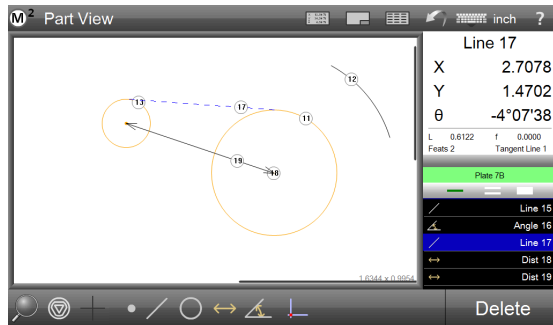 M² Part View
inch ?
Line 17
X 2.7078
Y 1.4702
θ -4°07'38
L 0.6122 f 0.0000
Feats 2 Tangent Line 1
Plate 7B
Line 15
Angle 16
Line 17
Dist 18
Dist 19
13
17
11
12
19
18
1.6344 x 0.9954
Delete